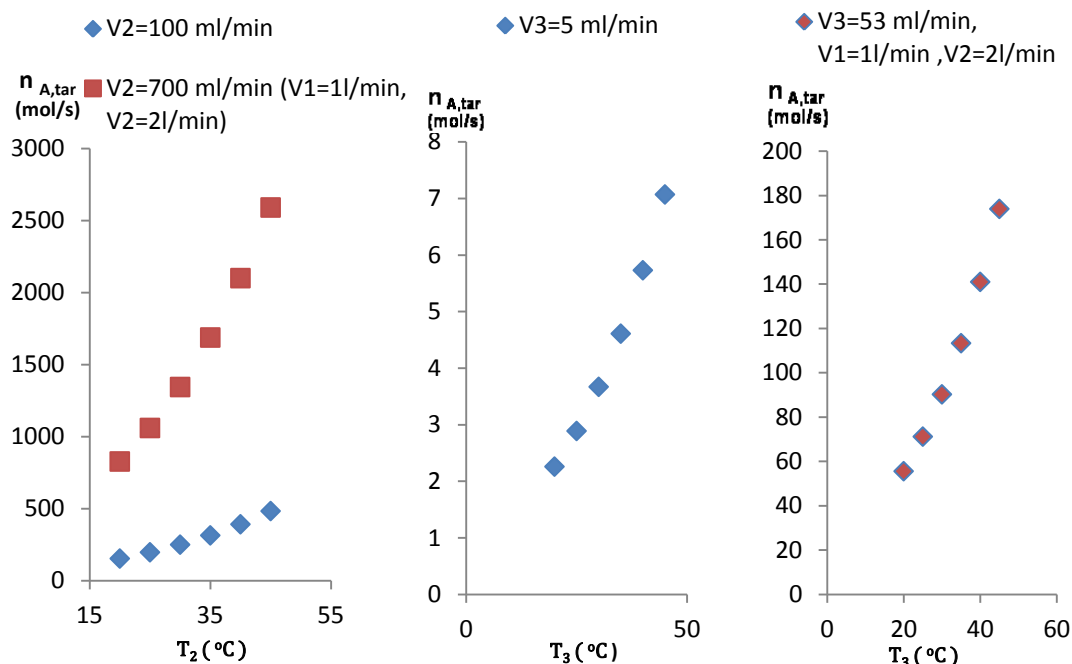 V2=100 ml/min
V2=700 ml/min (V1=1l/min,
V2=2l/min)
n A,tar
(mol/s)
3000
2500
2000
1500
1000
500
0
15 35 55
T2 ( ᵒC)
V3=5 ml/min
n A,tar
(mol/s)
8
7
6
5
4
3
2
1
0
0 50
T3 ( ᵒC)
V3=53 ml/min,
V1=1l/min ,V2=2l/min
n A,tar
(mol/s)
200
180
160
140
120
100
80
60
40
20
0
0 20 40 60
T3 ( ᵒC)